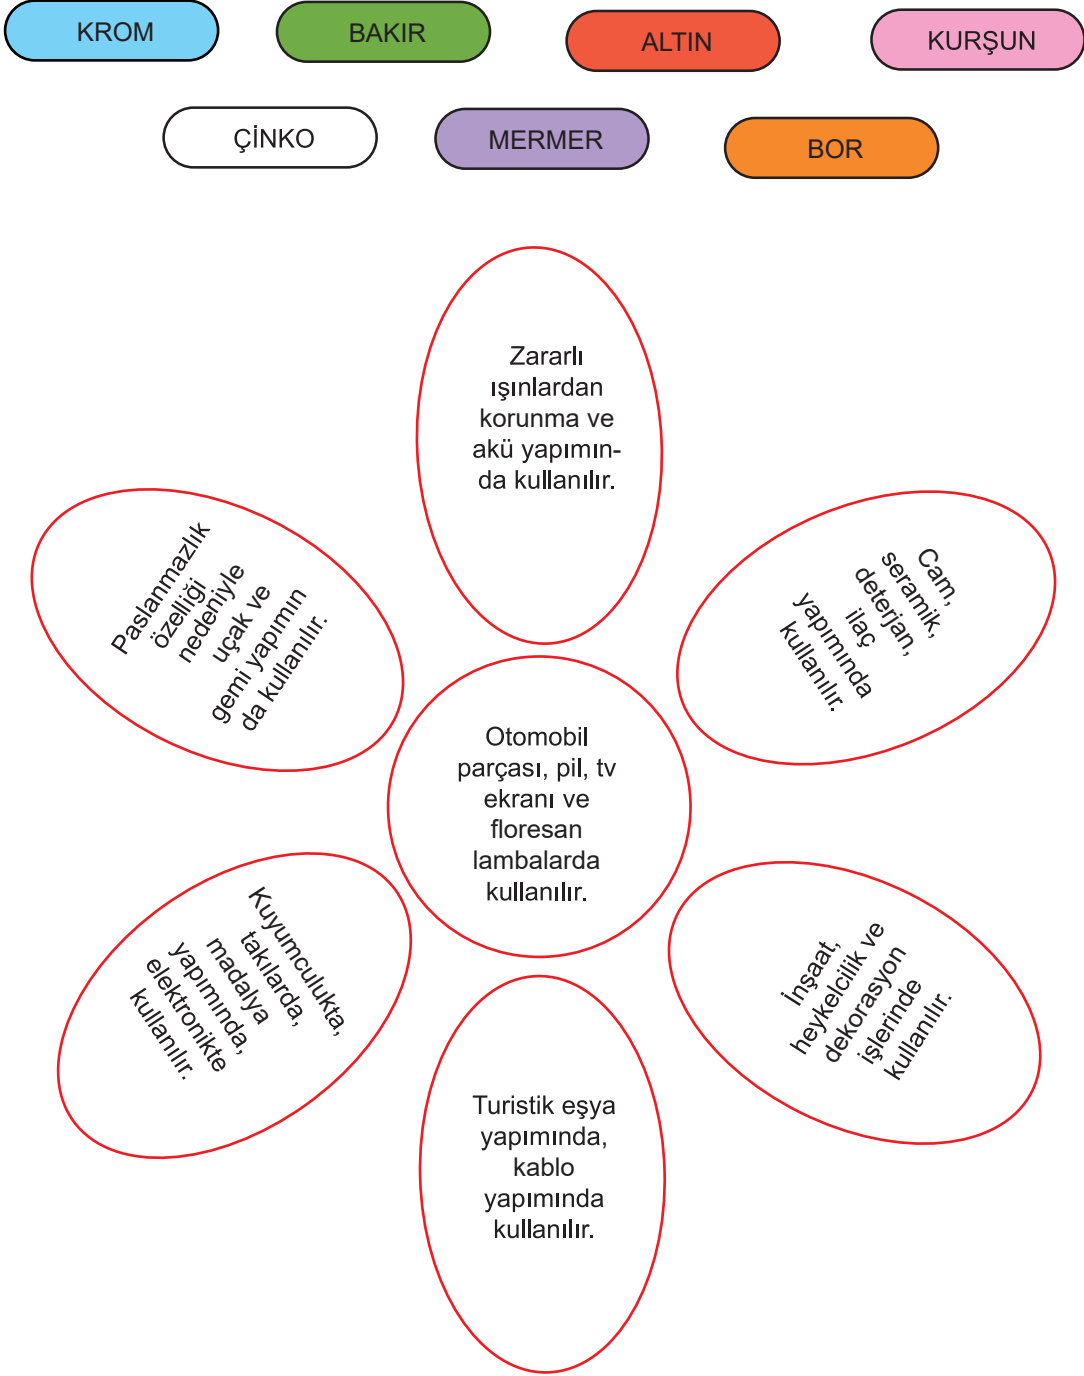 KROM
BAKIR
ALTIN
KURŞUN
ÇİNKO
MERMER
BOR
Zararlı
ışınlardan
korunma ve
akü yapımın-
da kullanılır.
Paslanmazlık
özelliği
nedeniyle
uçak ve
gemi yapımın
da kullanılır.
Cam,
seramik,
deterjan,
ilaç
yapımında
kullanılır.
Otomobil
parçası, pil, tv
ekranı ve
floresan
lambalarda
kullanılır.
Kuyumculukta,
takılarda,
madalya
yapımında,
elektronikte
kullanılır.
İnşaat,
heykelcilik ve
dekorasyon
işlerinde
kullanılır.
Turistik eşya
yapımında,
kablo
yapımında
kullanılır.